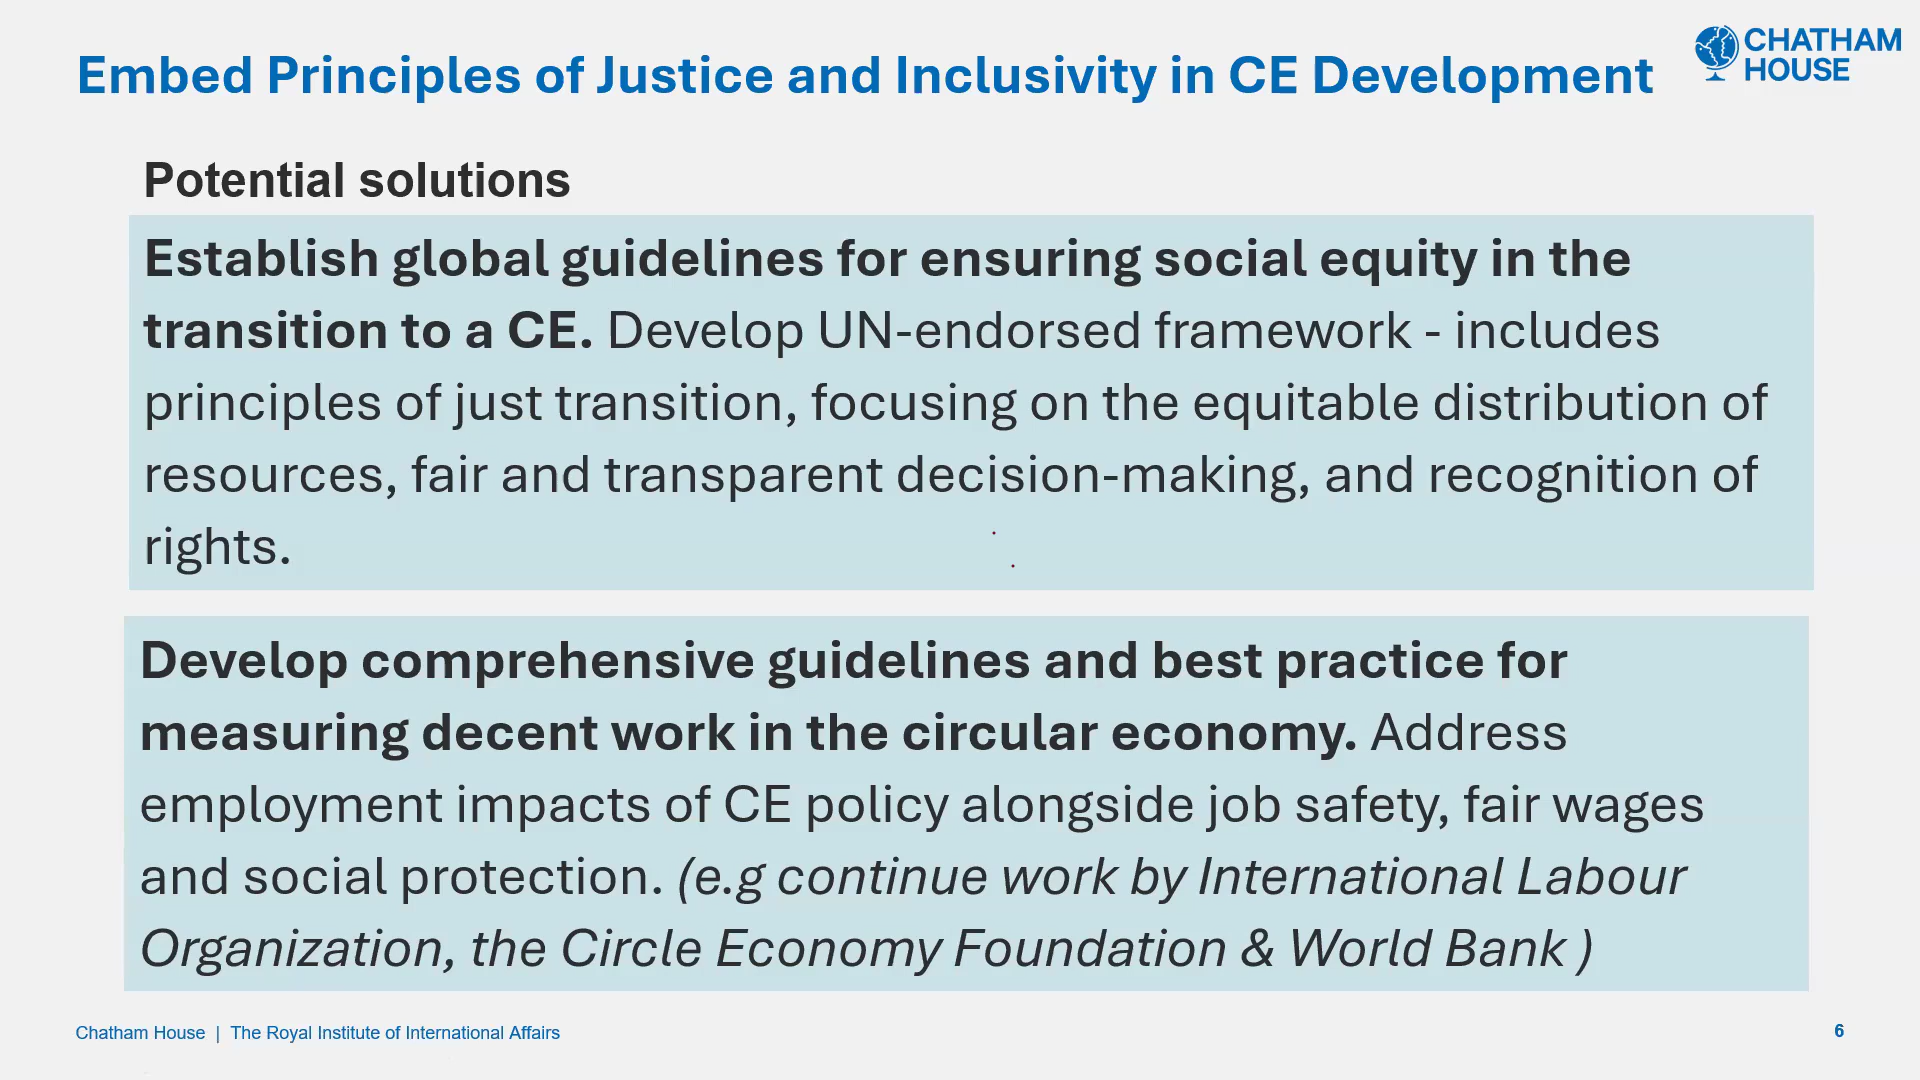 Embed Principles of Justice and Inclusivity in CE Development
CHATHAM
HOUSE
Potential solutions
Establish global guidelines for ensuring social equity in the
transition to a CE. Develop UN-endorsed framework - includes
principles of just transition, focusing on the equitable distribution of
resources, fair and transparent decision-making, and recognition of
rights.
Develop comprehensive guidelines and best practice for
measuring decent work in the circular economy. Address
employment impacts of CE policy alongside job safety, fair wages
and social protection. (e.g continue work by International Labour
Organization, the Circle Economy Foundation & World Bank )
Chatham House | The Royal Institute of International Affairs
6